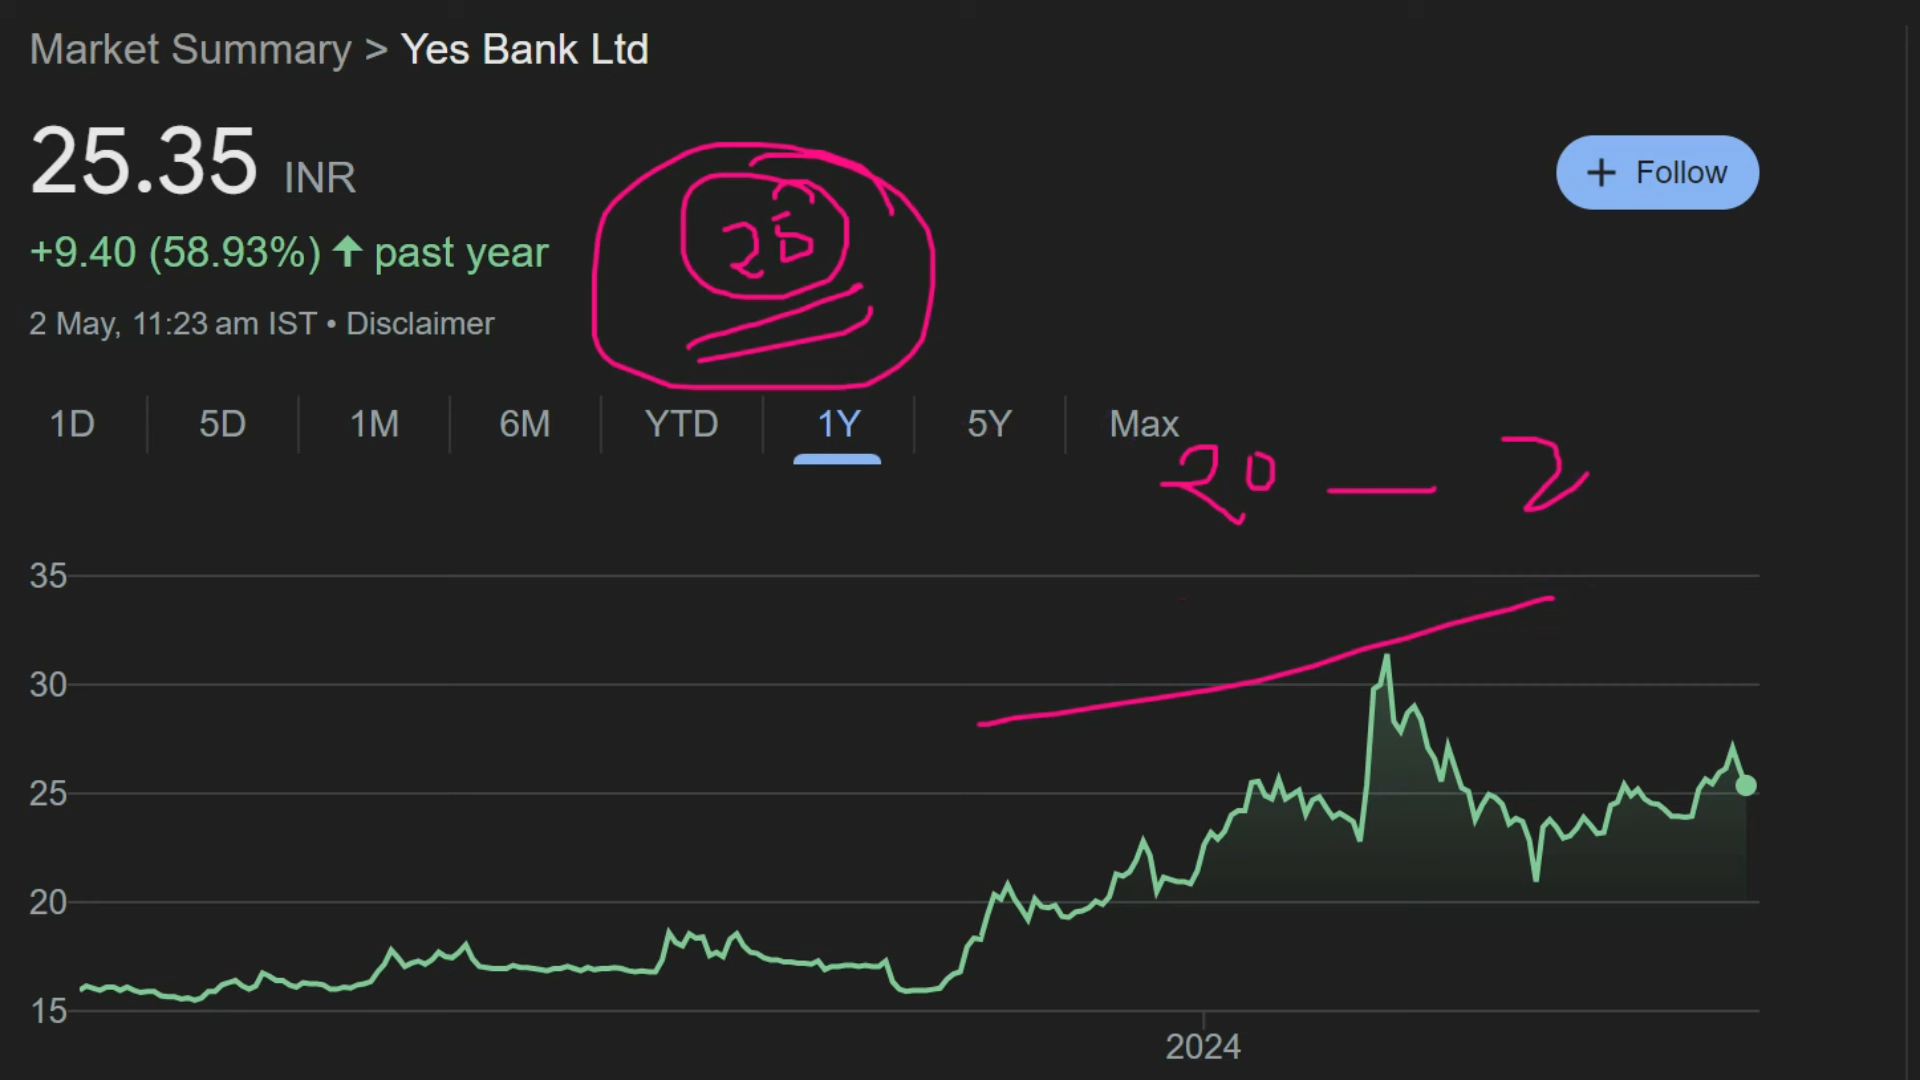 Market Summary > Yes Bank Ltd
25.35 INR
+ Follow
+9.40 (58.93%) ↑ past year
25
2 May, 11:23 am IST • Disclaimer
1D 5D 1M 6M YTD 1Y 5Y Max
20 — 2
35
30
25
20
15
2024